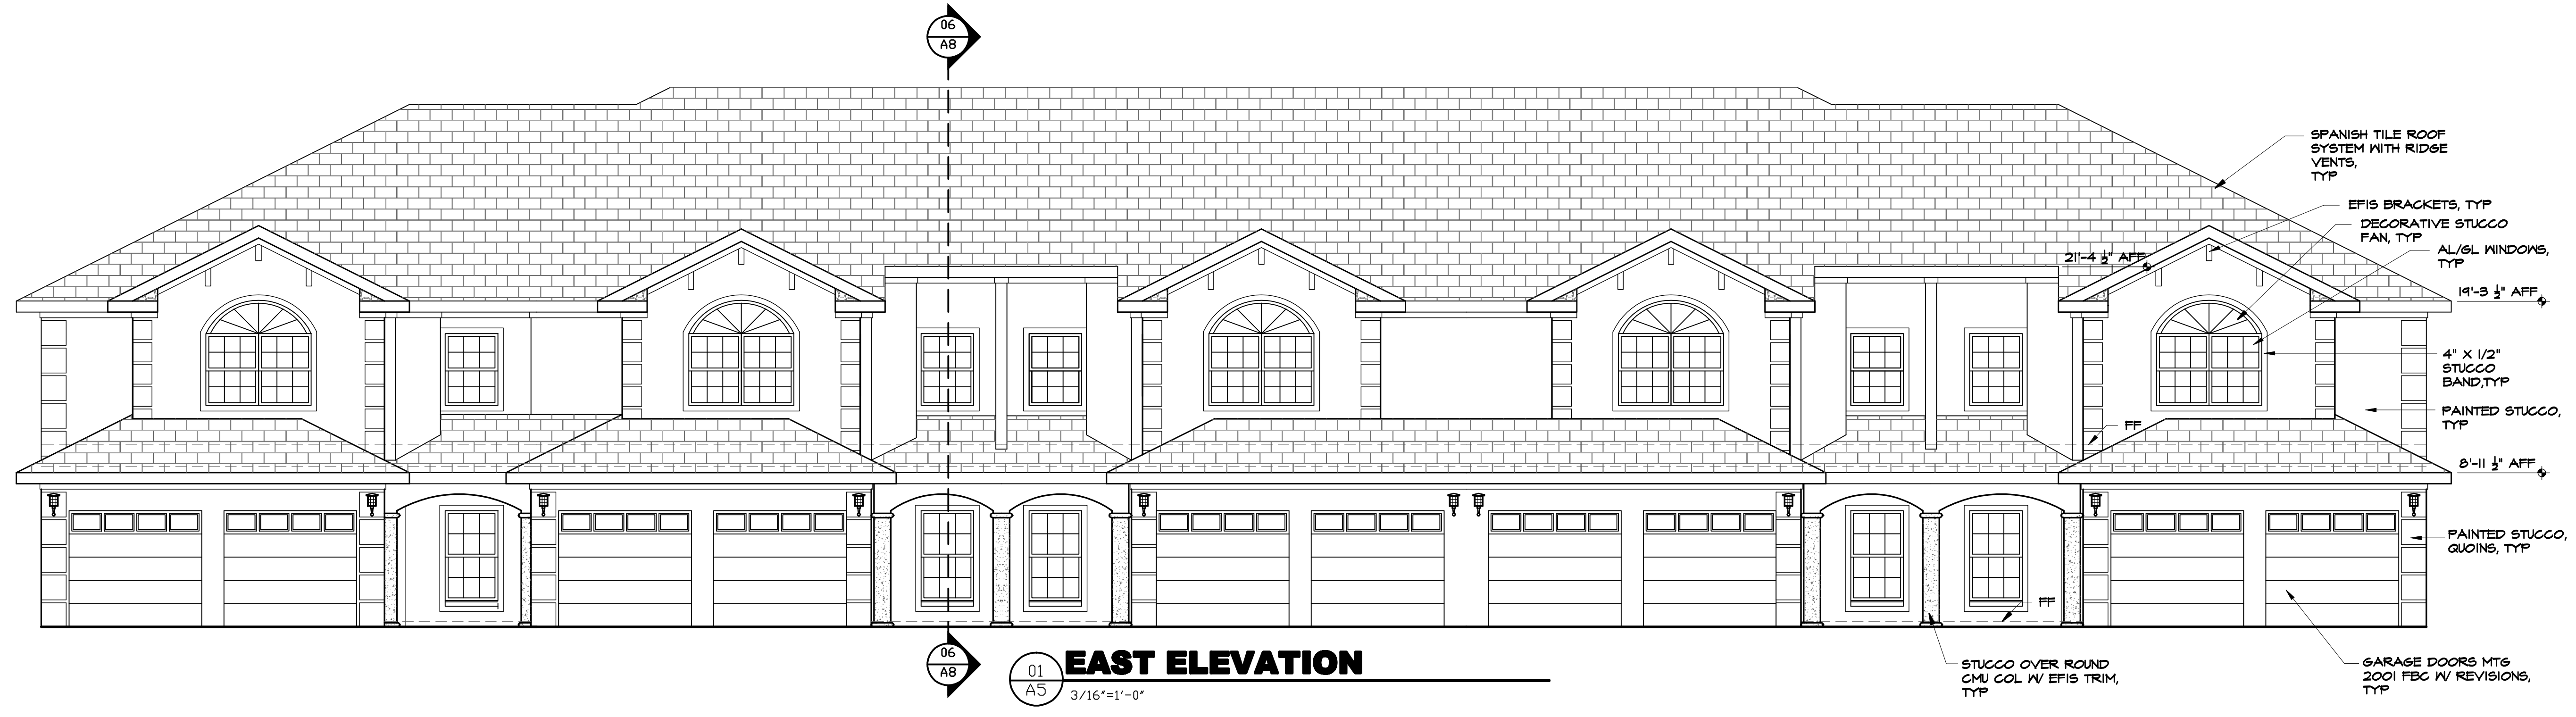 06
A8
SPANISH TILE ROOF
SYSTEM WITH RIDGE
VENTS,
TYP
EFIS BRACKETS, TYP
DECORATIVE STUCCO
FAN, TYP
AL/GL WINDOWS,
TYP
21'-4 1/2" AFF
19'-3 1/2" AFF
4" X 1/2"
STUCCO
BAND,TYP
PAINTED STUCCO,
TYP
FF
8'-11 1/2" AFF
PAINTED STUCCO,
QUOINS, TYP
FF
06
A8
01
A5
EAST ELEVATION
3/16"=1'-0"
STUCCO OVER ROUND
CMU COL W/ EFIS TRIM,
TYP
GARAGE DOORS MTG
2001 FBC W/ REVISIONS,
TYP